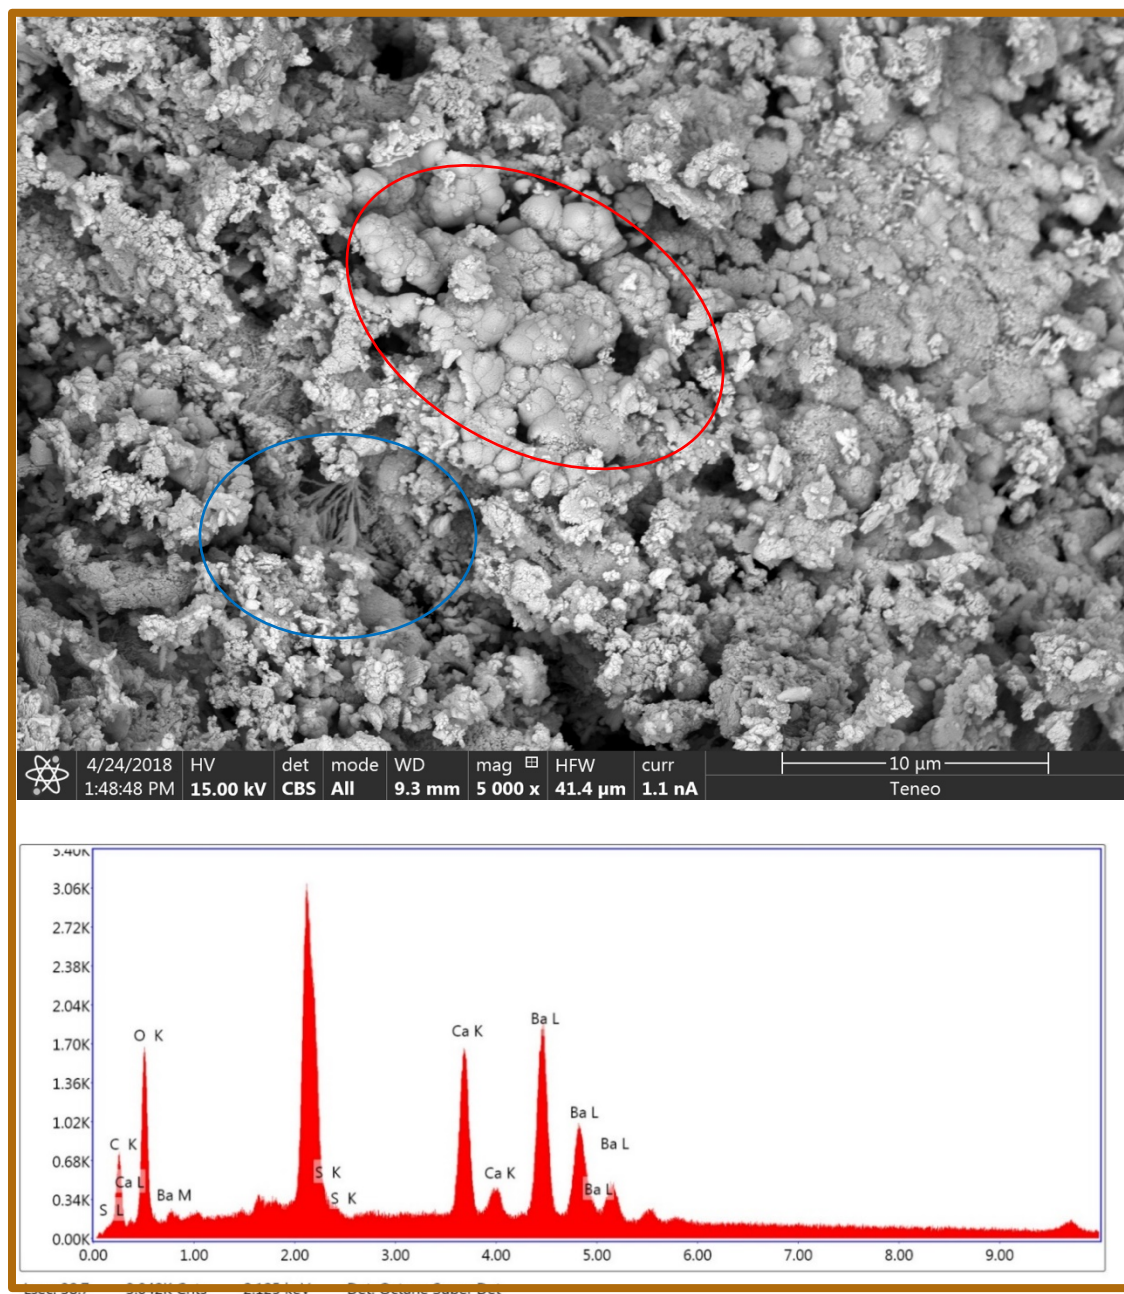 4/24/2018 HV det mode WD mag HFW curr 10 µm
1:48:48 PM 15.00 kV CBS All 9.3 mm 5 000 x 41.4 µm 1.1 nA Teneo
3.40K
3.06K
2.72K
2.38K
2.04K
1.70K
1.36K
1.02K
0.68K
0.34K
0.00K
O K
C K
Ca L
S L
Ba M
S K
S K
Ca K
Ca K
Ba L
Ba L
Ba L
Ba L
0.00 1.00 2.00 3.00 4.00 5.00 6.00 7.00 8.00 9.00